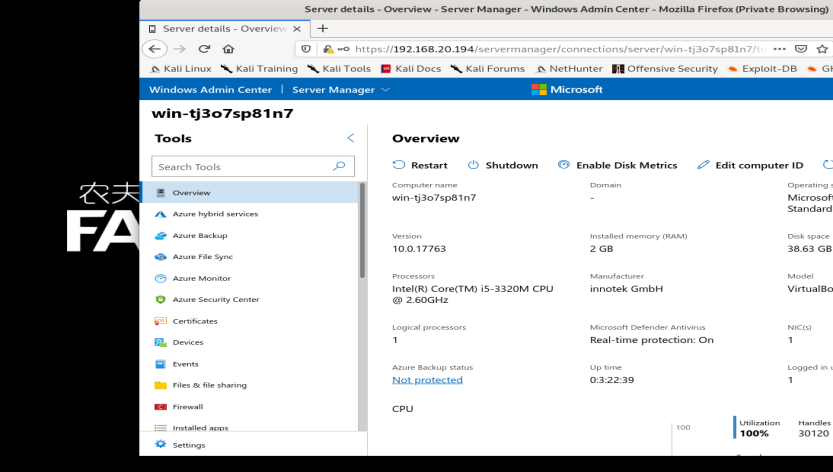 Server details - Overview - Server Manager - Windows Admin Center - Mozilla Firefox (Private Browsing)
Server details - Overview
https://192.168.20.194/servermanager/connections/server/win-tj3o7sp81n7/to
Kali Linux Kali Training Kali Tools Kali Docs Kali Forums NetHunter Offensive Security Exploit-DB GH
Windows Admin Center | Server Manager Microsoft
win-tj3o7sp81n7
Tools
Search Tools
Overview
Azure hybrid services
Azure Backup
Azure File Sync
Azure Monitor
Azure Security Center
Certificates
Devices
Events
Files & file sharing
Firewall
Installed apps
Settings
农夫
FA
Overview
Restart Shutdown Enable Disk Metrics Edit computer ID
Computer name Domain Operating s
win-tj3o7sp81n7 - Microsoft
Standard
Version Installed memory (RAM) Disk space
10.0.17763 2 GB 38.63 GB
Processors Manufacturer Model
Intel(R) Core(TM) i5-3320M CPU innotek GmbH VirtualBo
@ 2.60GHz
Logical processors Microsoft Defender Antivirus NIC(s)
1 Real-time protection: On 1
Azure Backup status Up time Logged in u
Not protected 0:3:22:39 1
CPU
100 Utilization Handles
100% 30120